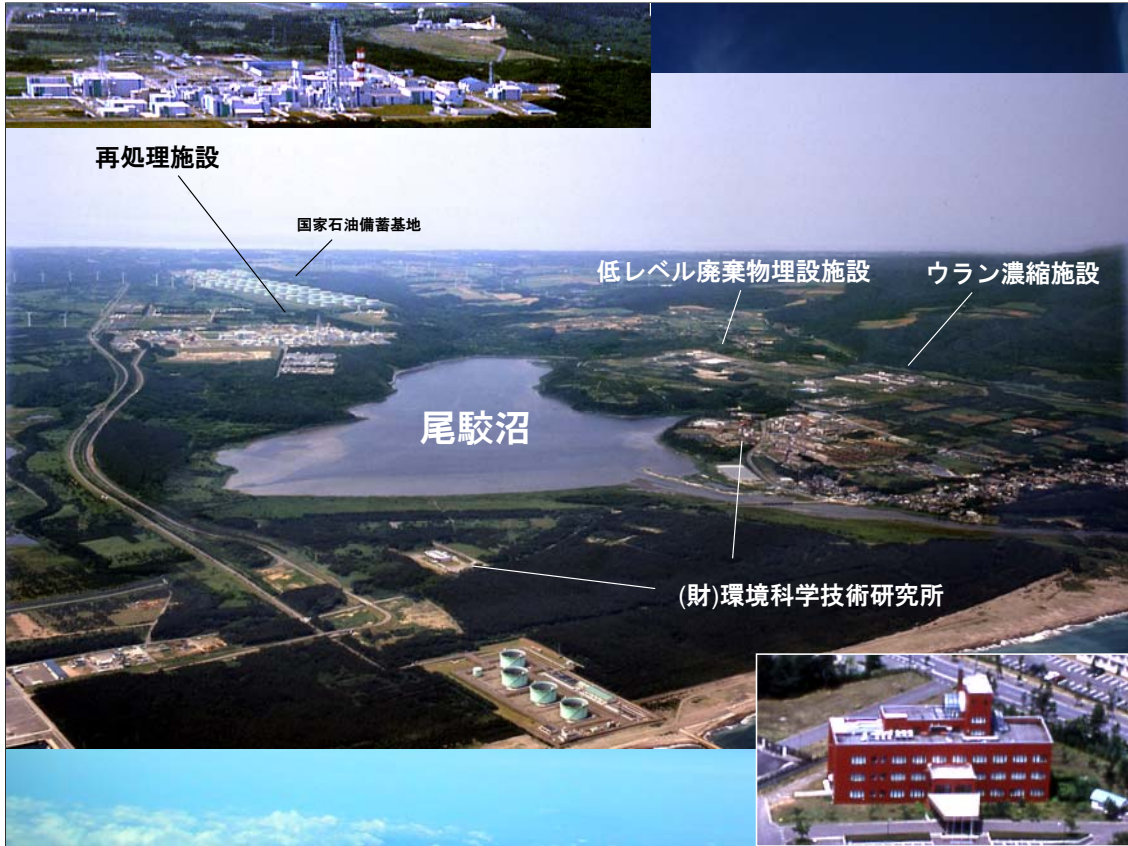 再処理施設
国家石油備蓄基地
低レベル廃棄物埋設施設
ウラン濃縮施設
尾駮沼
(財)環境科学技術研究所